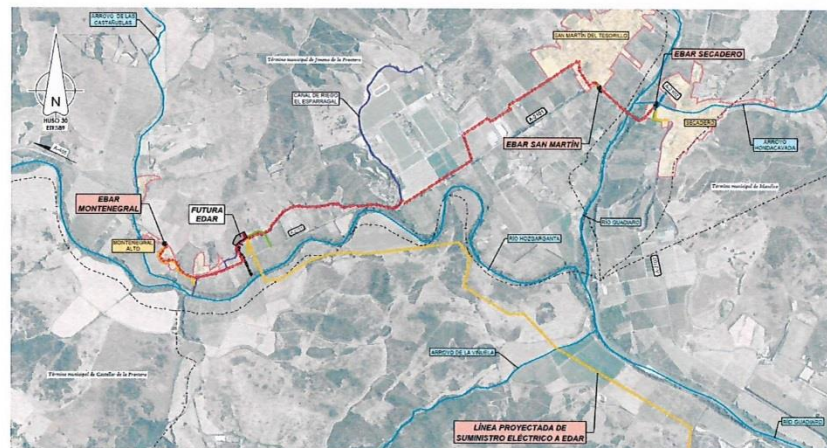 ARROYO DE LAS
CASTAÑUELAS
Término municipal de Jimena de la Frontera
SAN MARTÍN DEL TESORILLO
EBAR SECADERO
N
HUSO 30
ETRS89
A-405
CANAL DE RIEGO
EL ESPARRAGAL
A-2101
EBAR SAN MARTÍN
SECADERO
ARROYO
HONDACAVADA
Término municipal de Manilva
EBAR
MONTENEGRAL
FUTURA
EDAR
MONTENEGRAL
ALTO
RÍO HOZGARGANTA
RÍO GUADIARO
Término municipal de Castellar de la Frontera
ARROYO DE LA VIÑUELA
LÍNEA PROYECTADA DE
SUMINISTRO ELÉCTRICO A EDAR
RÍO GUADIARO